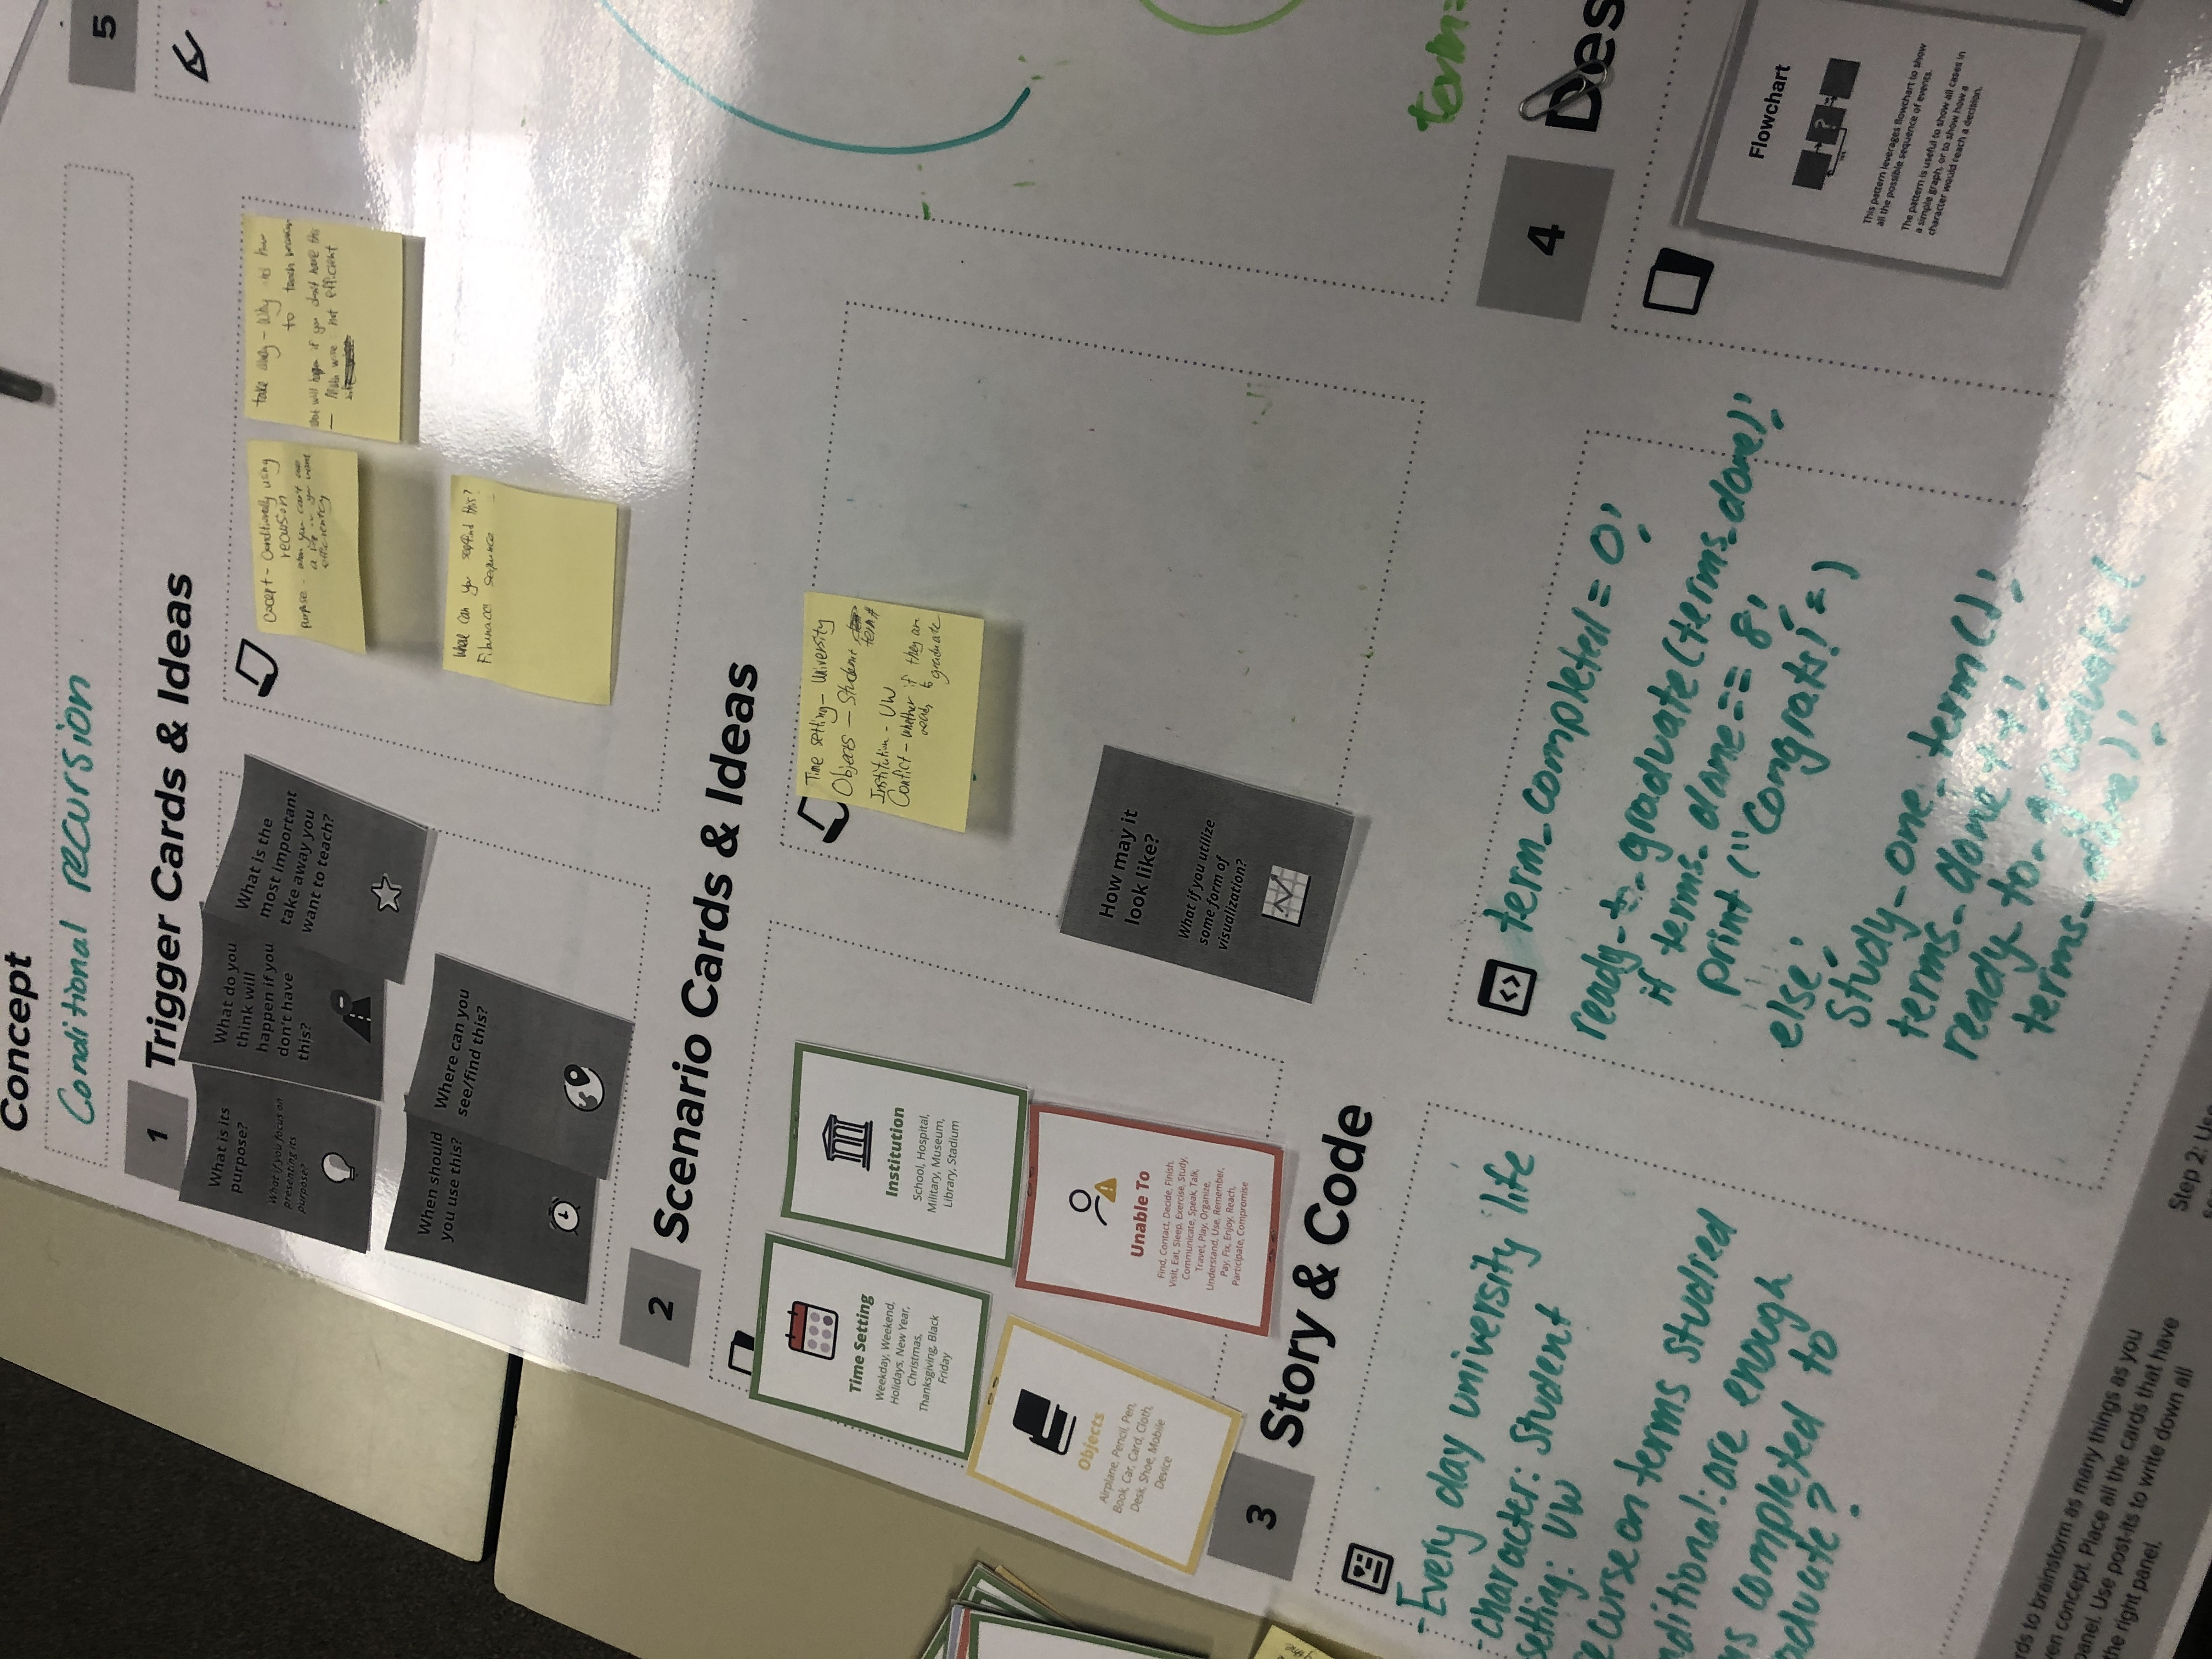 Concept
Conditional recursion
1
Trigger Cards & Ideas
What is its
purpose?
What if you focus on
presenting its
purpose?
What do you
think will
happen if you
don't have
this?
What is the
most important
take away you
want to teach?
When should
you use this?
Where can you
see/find this?
cocept - Conditionally using
recursion
purpose - when you can't use
a
efficiently
take away - Why and how
to teach recursion
what will happen if you don't have this
- Math wise not efficient
Where can you see/find this?
Fibunacci sequence
5
2
Scenario Cards & Ideas
Time Setting
Weekday, Weekend,
Holidays, New Year,
Christmas,
Thanksgiving, Black
Friday
Institution
School, Hospital,
Military, Museum,
Library, Stadium
Objects
Airplane, Pencil, Pen,
Book, Car, Card, Cloth,
Desk, Shoe, Mobile
Device
Unable To
Find, Contact, Decide, Finish,
Visit, Eat, Sleep, Exercise, Study,
Communicate, Speak, Talk,
Travel, Play, Organize,
Understand, Use, Remember,
Pay, Fix, Enjoy, Reach,
Participate, Compromise
Time setting - University
Objects - Student
term#
Institution - UW
Confict - whether if they are
ready to
graduate
How may it
look like?
What if you utilize
some form of
visualization?
3
Story & Code
-Every day university life
-character: Student
setting: UW
ecurse on terms studied
nditional: are enough
ms completed to
aduate?
<> term_completed = 0;
ready_to_graduate(terms_done);
if terms_done == 8;
print ("Congrats! =)
else;
Study_one_term();
terms_done++;
ready_to_graduate(
terms_done);
term=
4
Des
Flowchart
?
This pattern leverages flowchart to show
all the possible sequence of events.
The pattern is useful to show all cases in
a simple graph, or to show how a
character would reach a decision.
rds to brainstorm as many things as you
ven concept. Place all the cards that have
panel. Use post-its to write down all
the right panel.
Step 2: Use